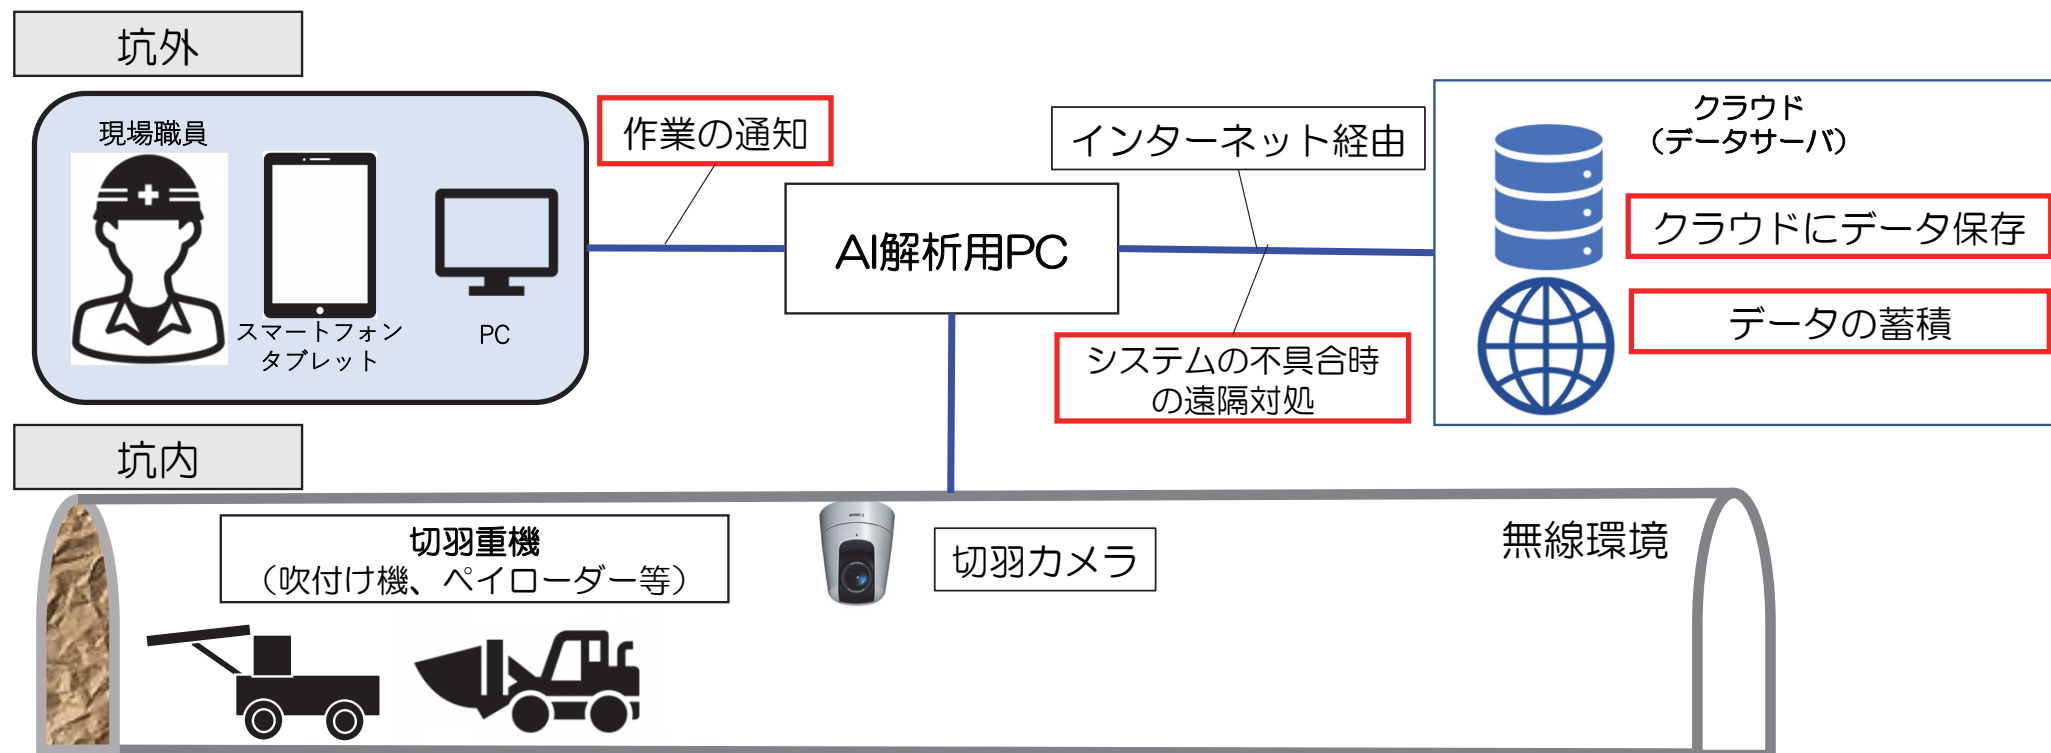 坑外
現場職員
スマートフォン
タブレット
PC
作業の通知
AI解析用PC
インターネット経由
システムの不具合時
の遠隔対処
クラウド
（データサーバ）
クラウドにデータ保存
データの蓄積
坑内
切羽重機
（吹付け機、ペイローダー等）
切羽カメラ
無線環境